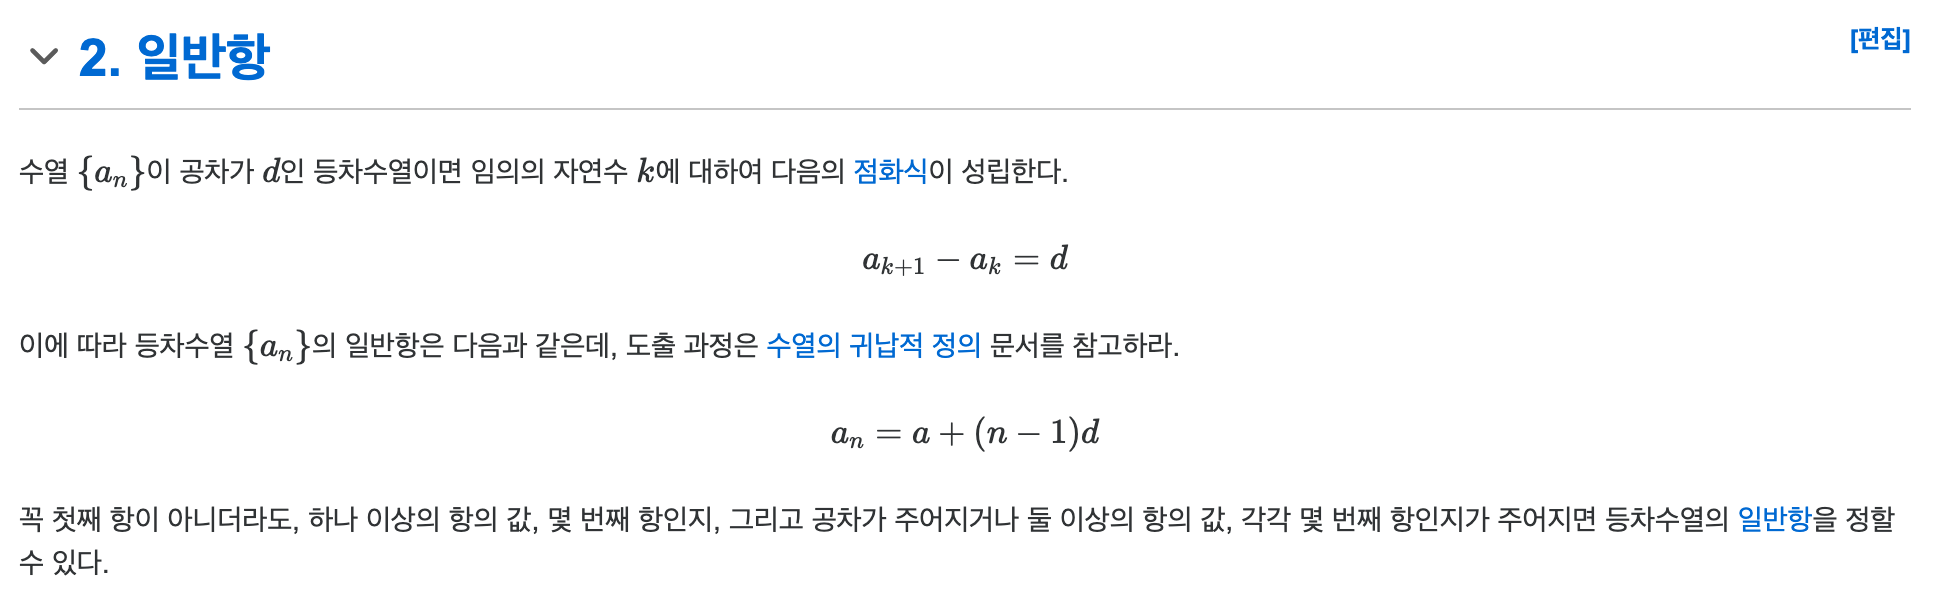 2. 일반항
[편집]
수열 {aₙ}이 공차가 d인 등차수열이면 임의의 자연수 k에 대하여 다음의 점화식이 성립한다.
aₖ₊₁ − aₖ = d
이에 따라 등차수열 {aₙ}의 일반항은 다음과 같은데, 도출 과정은 수열의 귀납적 정의 문서를 참고하라.
aₙ = a + (n − 1)d
꼭 첫째 항이 아니더라도, 하나 이상의 항의 값, 몇 번째 항인지, 그리고 공차가 주어지거나 둘 이상의 항의 값, 각각 몇 번째 항인지가 주어지면 등차수열의 일반항을 정할
수 있다.